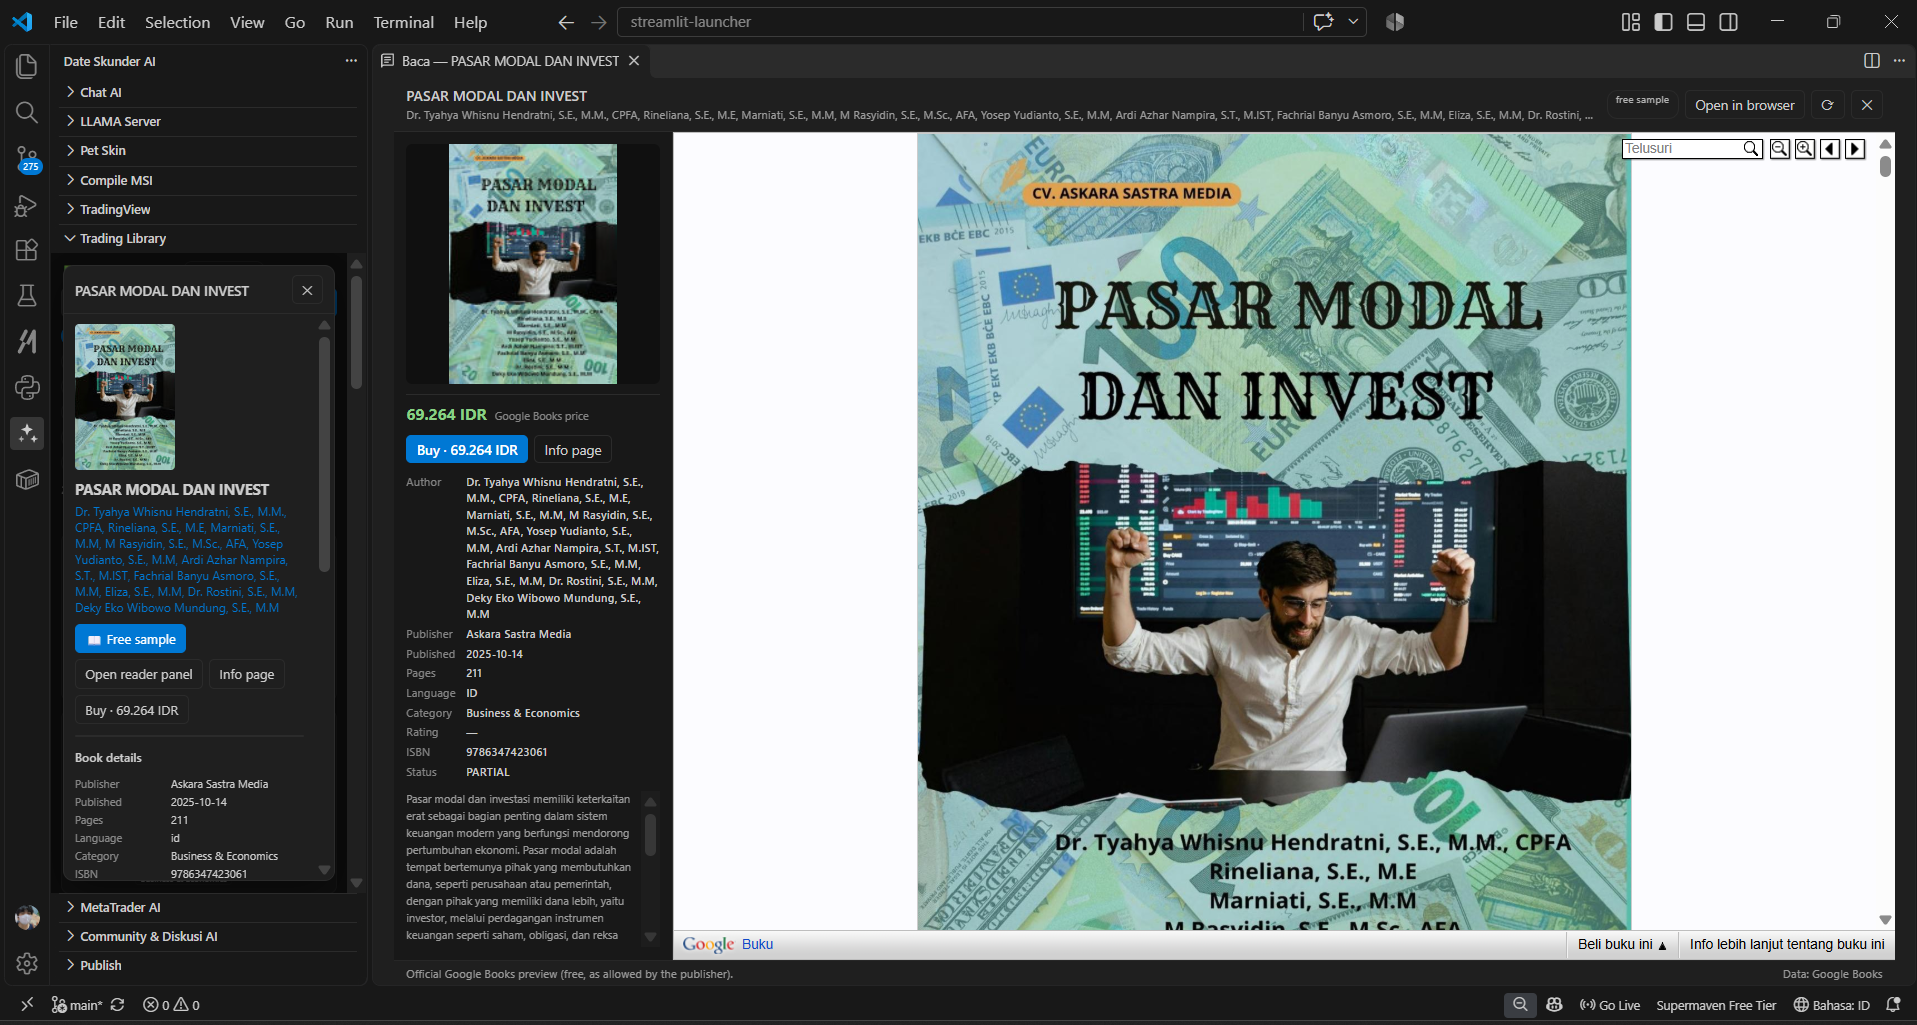 File Edit Selection View Go Run Terminal Help
streamlit-launcher
Date Skunder AI
Chat AI
LLAMA Server
275
Pet Skin
Compile MSI
TradingView
Trading Library
PASAR MODAL DAN INVEST
PASAR MODAL
DAN INVEST
PASAR MODAL DAN INVEST
Dr. Tyahya Whisnu Hendratni, S.E., M.M.,
CPFA, Rineliana, S.E., M.E, Marniati, S.E.,
M.M, M Rasyidin, S.E., M.Sc., AFA, Yosep
Yudianto, S.E., M.M, Ardi Azhar Nampira,
S.T., M.IST, Fachrial Banyu Asmoro, S.E.,
M.M, Eliza, S.E., M.M, Dr. Rostini, S.E., M.M,
Deky Eko Wibowo Mundung, S.E., M.M
Free sample
Open reader panel
Info page
Buy · 69.264 IDR
Book details
Publisher Askara Sastra Media
Published 2025-10-14
Pages 211
Language id
Category Business & Economics
ISBN 9786347423061
MetaTrader AI
Community & Diskusi AI
Publish
Baca — PASAR MODAL DAN INVEST
PASAR MODAL DAN INVEST
Dr. Tyahya Whisnu Hendratni, S.E., M.M., CPFA, Rineliana, S.E., M.E, Marniati, S.E., M.M, M Rasyidin, S.E., M.Sc., AFA, Yosep Yudianto, S.E., M.M, Ardi Azhar Nampira, S.T., M.IST, Fachrial Banyu Asmoro, S.E., M.M, Eliza, S.E., M.M, Dr. Rostini, ...
free sample
Open in browser
PASAR MODAL
DAN INVEST
69.264 IDR Google Books price
Buy · 69.264 IDR
Info page
Author Dr. Tyahya Whisnu Hendratni, S.E.,
M.M., CPFA, Rineliana, S.E., M.E,
Marniati, S.E., M.M, M Rasyidin, S.E.,
M.Sc., AFA, Yosep Yudianto, S.E.,
M.M, Ardi Azhar Nampira, S.T., M.IST,
Fachrial Banyu Asmoro, S.E., M.M,
Eliza, S.E., M.M, Dr. Rostini, S.E., M.M,
Deky Eko Wibowo Mundung, S.E.,
M.M
Publisher Askara Sastra Media
Published 2025-10-14
Pages 211
Language ID
Category Business & Economics
Rating —
ISBN 9786347423061
Status PARTIAL
Pasar modal dan investasi memiliki keterkaitan
erat sebagai bagian penting dalam sistem
keuangan modern yang berfungsi mendorong
pertumbuhan ekonomi. Pasar modal adalah
tempat bertemunya pihak yang membutuhkan
dana, seperti perusahaan atau pemerintah,
dengan pihak yang memiliki dana lebih, yaitu
investor, melalui perdagangan instrumen
keuangan seperti saham, obligasi, dan reksa
Telusuri
CV. ASKARA SASTRA MEDIA
PASAR MODAL
DAN INVEST
Dr. Tyahya Whisnu Hendratni, S.E., M.M., CPFA
Rineliana, S.E., M.E
Marniati, S.E., M.M
M Rasyidin, S.E., M.Sc., AFA
Google Buku
Beli buku ini ▲
Info lebih lanjut tentang buku ini
Official Google Books preview (free, as allowed by the publisher).
Data: Google Books
main*
0 0
Go Live
Supermaven Free Tier
Bahasa: ID